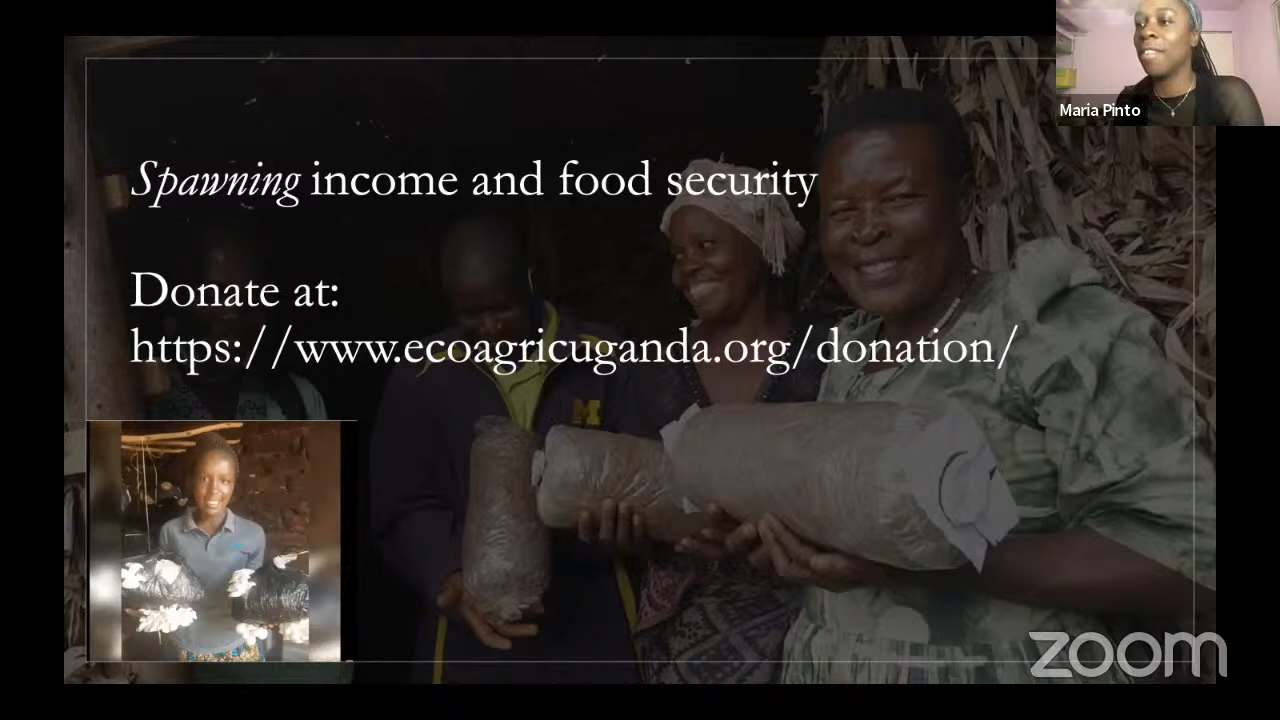 Maria Pinto
Spawning income and food security
Donate at:
https://www.ecoagricuganda.org/donation/
M
zoom